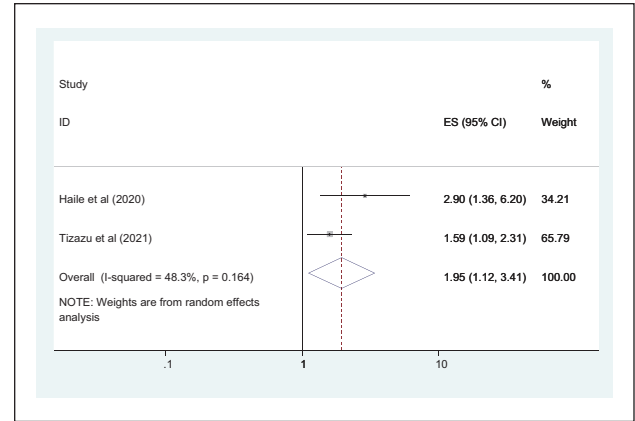 Study %
ID ES (95% CI) Weight
Haile et al (2020) 2.90 (1.36, 6.20) 34.21
Tizazu et al (2021) 1.59 (1.09, 2.31) 65.79
Overall (I-squared = 48.3%, p = 0.164) 1.95 (1.12, 3.41) 100.00
NOTE: Weights are from random effects
analysis
.1 1 10